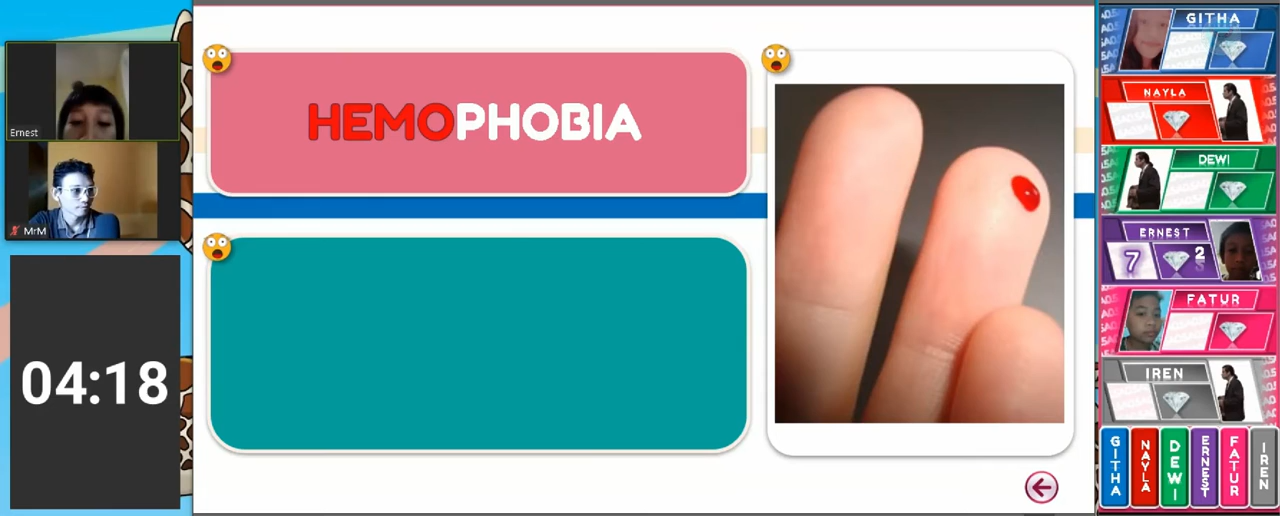 Ernest
MrM
04:18
HEMOPHOBIA
GITHA
NAYLA
DEWI
ERNEST
7
2
FATUR
IREN
GITHA
NAYLA
DEWI
ERNEST
FATUR
IREN